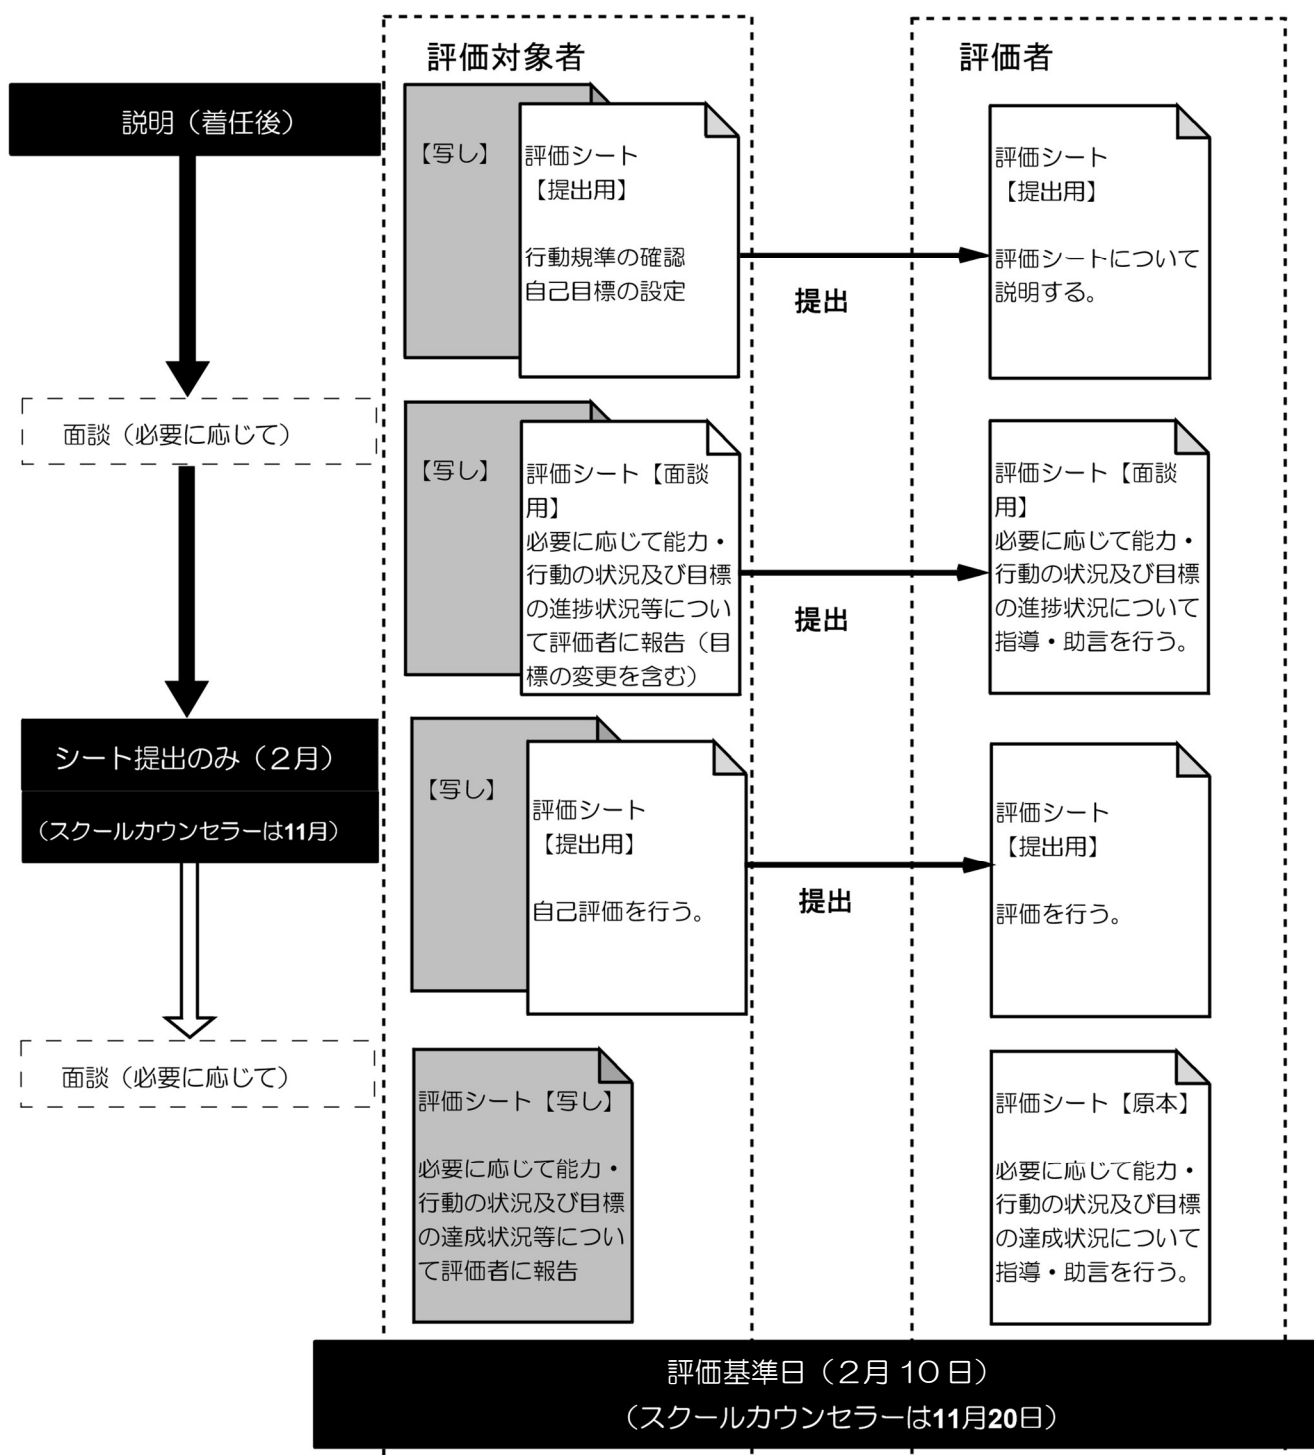 評価対象者
評価者
説明（着任後）
【写し】
評価シート
【提出用】
行動規準の確認
自己目標の設定
提出
評価シート
【提出用】
評価シートについて
説明する。
面談（必要に応じて）
【写し】
評価シート【面談
用】
必要に応じて能力・
行動の状況及び目標
の進捗状況等につい
て評価者に報告（目
標の変更を含む）
提出
評価シート【面談
用】
必要に応じて能力・
行動の状況及び目標
の進捗状況について
指導・助言を行う。
シート提出のみ（２月）
（スクールカウンセラーは11月）
【写し】
評価シート
【提出用】
自己評価を行う。
提出
評価シート
【提出用】
評価を行う。
面談（必要に応じて）
評価シート【写し】
必要に応じて能力・
行動の状況及び目標
の達成状況等につい
て評価者に報告
評価シート【原本】
必要に応じて能力・
行動の状況及び目標
の達成状況について
指導・助言を行う。
評価基準日（２月 10 日）
（スクールカウンセラーは11月20日）